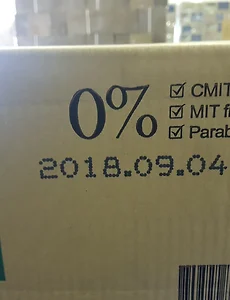 0%
☑ CMIT
☑ MIT
☑ Parab
2018.09.04